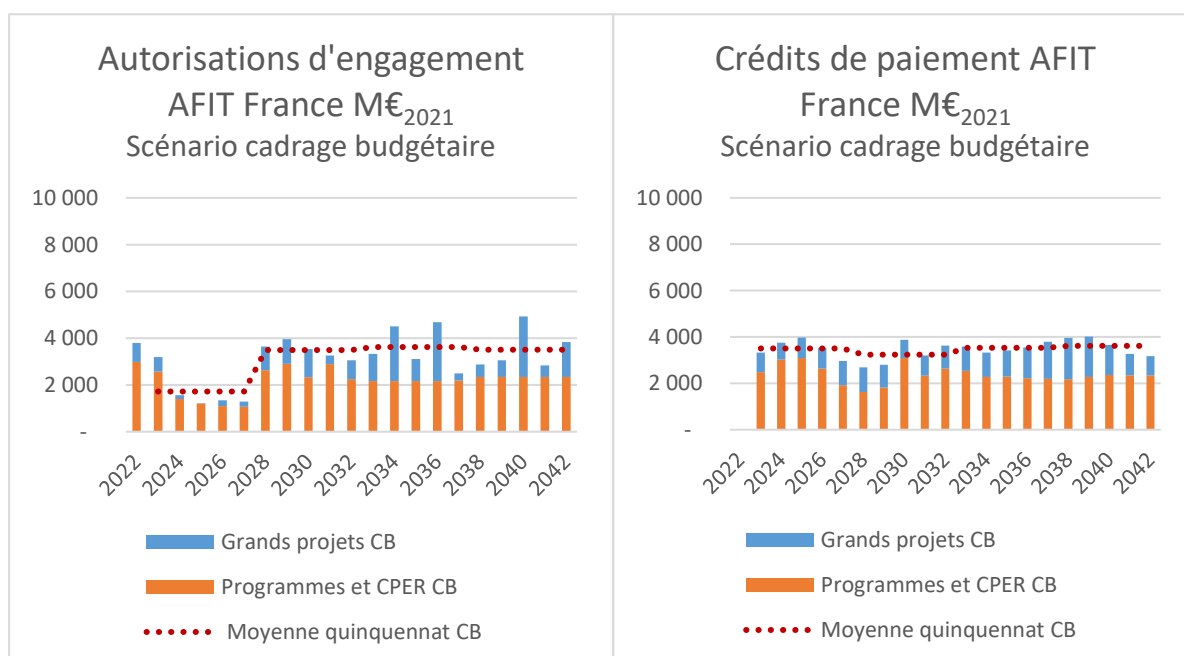 Autorisations d'engagement
AFIT France M€2021
Scénario cadrage budgétaire
10 000
8 000
6 000
4 000
2 000
-
2022
2024
2026
2028
2030
2032
2034
2036
2038
2040
2042
Grands projets CB
Programmes et CPER CB
Moyenne quinquennat CB
Crédits de paiement AFIT
France M€2021
Scénario cadrage budgétaire
10 000
8 000
6 000
4 000
2 000
-
2022
2024
2026
2028
2030
2032
2034
2036
2038
2040
2042
Grands projets CB
Programmes et CPER CB
Moyenne quinquennat CB